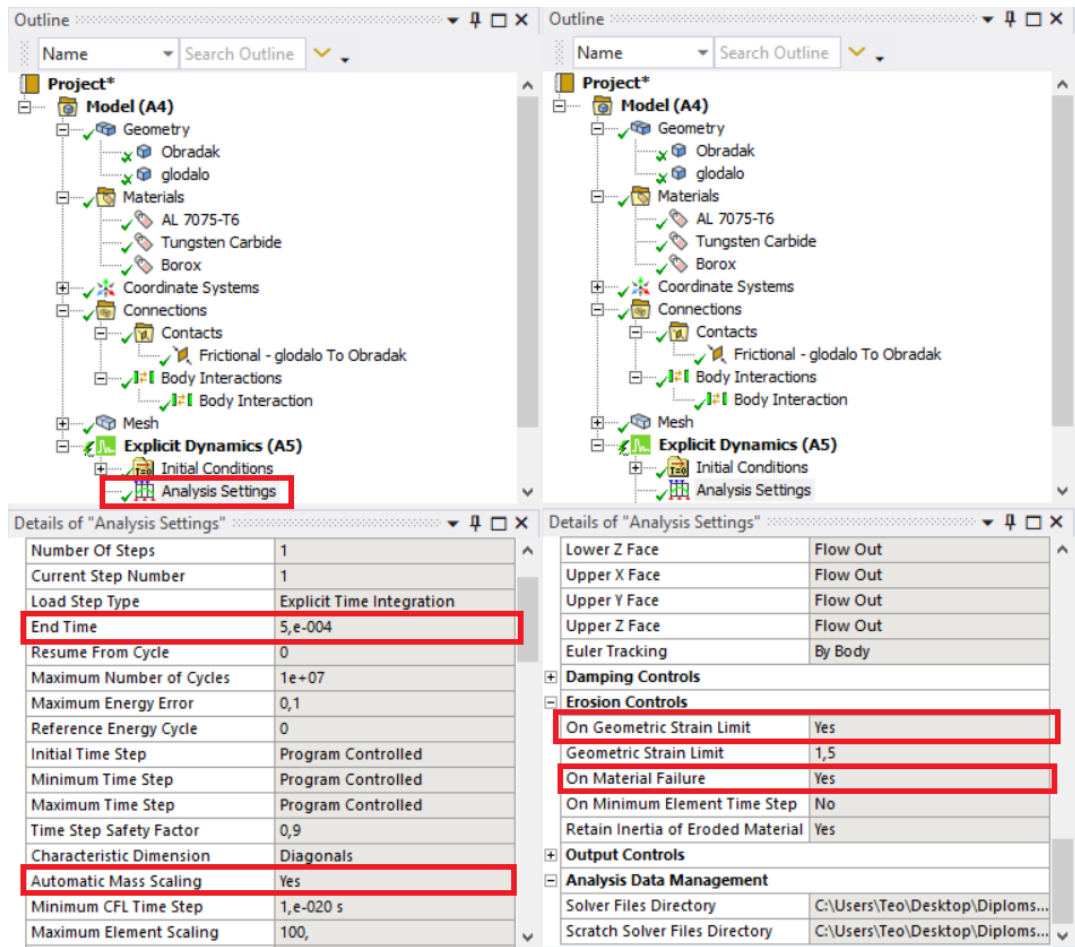 Outline
Name Search Outline
Project*
Model (A4)
Geometry
Obradak
glodalo
Materials
AL 7075-T6
Tungsten Carbide
Borox
Coordinate Systems
Connections
Contacts
Frictional - glodalo To Obradak
Body Interactions
Body Interaction
Mesh
Explicit Dynamics (A5)
T=0 Initial Conditions
Analysis Settings
Details of "Analysis Settings"
Number Of Steps 1
Current Step Number 1
Load Step Type Explicit Time Integration
End Time 5,e-004
Resume From Cycle 0
Maximum Number of Cycles 1e+07
Maximum Energy Error 0,1
Reference Energy Cycle 0
Initial Time Step Program Controlled
Minimum Time Step Program Controlled
Maximum Time Step Program Controlled
Time Step Safety Factor 0,9
Characteristic Dimension Diagonals
Automatic Mass Scaling Yes
Minimum CFL Time Step 1,e-020 s
Maximum Element Scaling 100,
Outline
Name Search Outline
Project*
Model (A4)
Geometry
Obradak
glodalo
Materials
AL 7075-T6
Tungsten Carbide
Borox
Coordinate Systems
Connections
Contacts
Frictional - glodalo To Obradak
Body Interactions
Body Interaction
Mesh
Explicit Dynamics (A5)
T=0 Initial Conditions
Analysis Settings
Details of "Analysis Settings"
Lower Z Face Flow Out
Upper X Face Flow Out
Upper Y Face Flow Out
Upper Z Face Flow Out
Euler Tracking By Body
Damping Controls
Erosion Controls
On Geometric Strain Limit Yes
Geometric Strain Limit 1,5
On Material Failure Yes
On Minimum Element Time Step No
Retain Inertia of Eroded Material Yes
Output Controls
Analysis Data Management
Solver Files Directory C:\Users\Teo\Desktop\Diploms...
Scratch Solver Files Directory C:\Users\Teo\Desktop\Diploms...